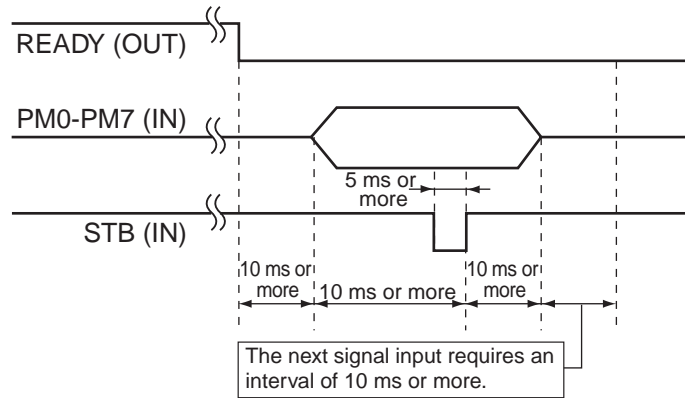 READY (OUT)
PM0-PM7 (IN)
5 ms or
more
STB (IN)
10 ms or
more
10 ms or more
10 ms or
more
The next signal input requires an
interval of 10 ms or more.